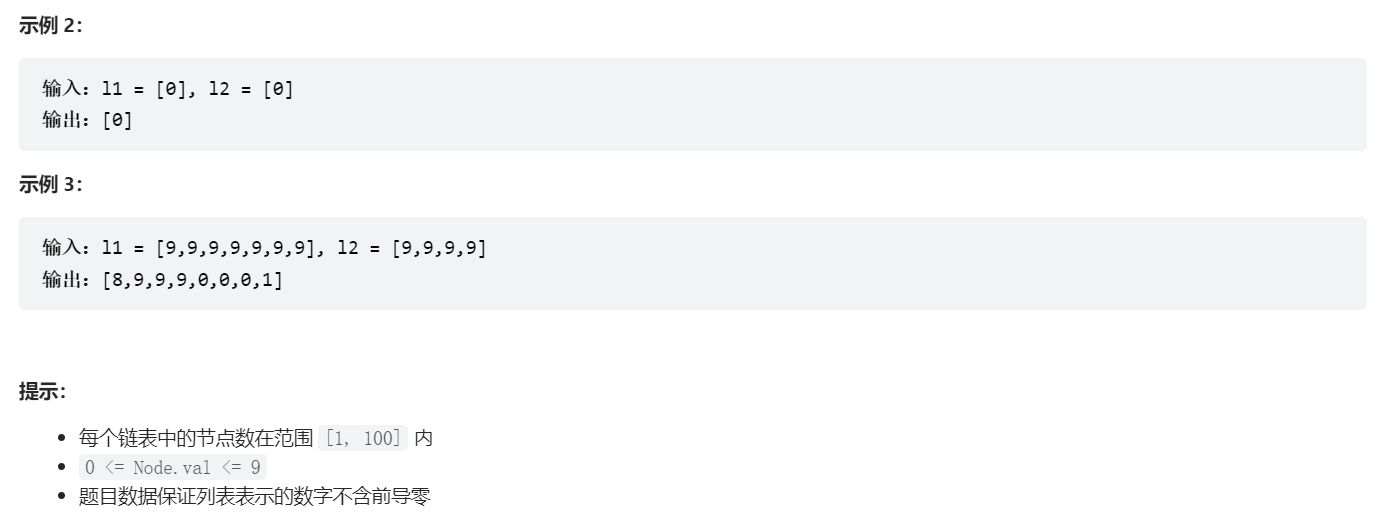 示例 2：
输入：l1 = [0], l2 = [0]
输出：[0]
示例 3：
输入：l1 = [9,9,9,9,9,9,9], l2 = [9,9,9,9]
输出：[8,9,9,9,0,0,0,1]
提示：
• 每个链表中的节点数在范围 [1, 100] 内
• 0 <= Node.val <= 9
• 题目数据保证列表表示的数字不含前导零